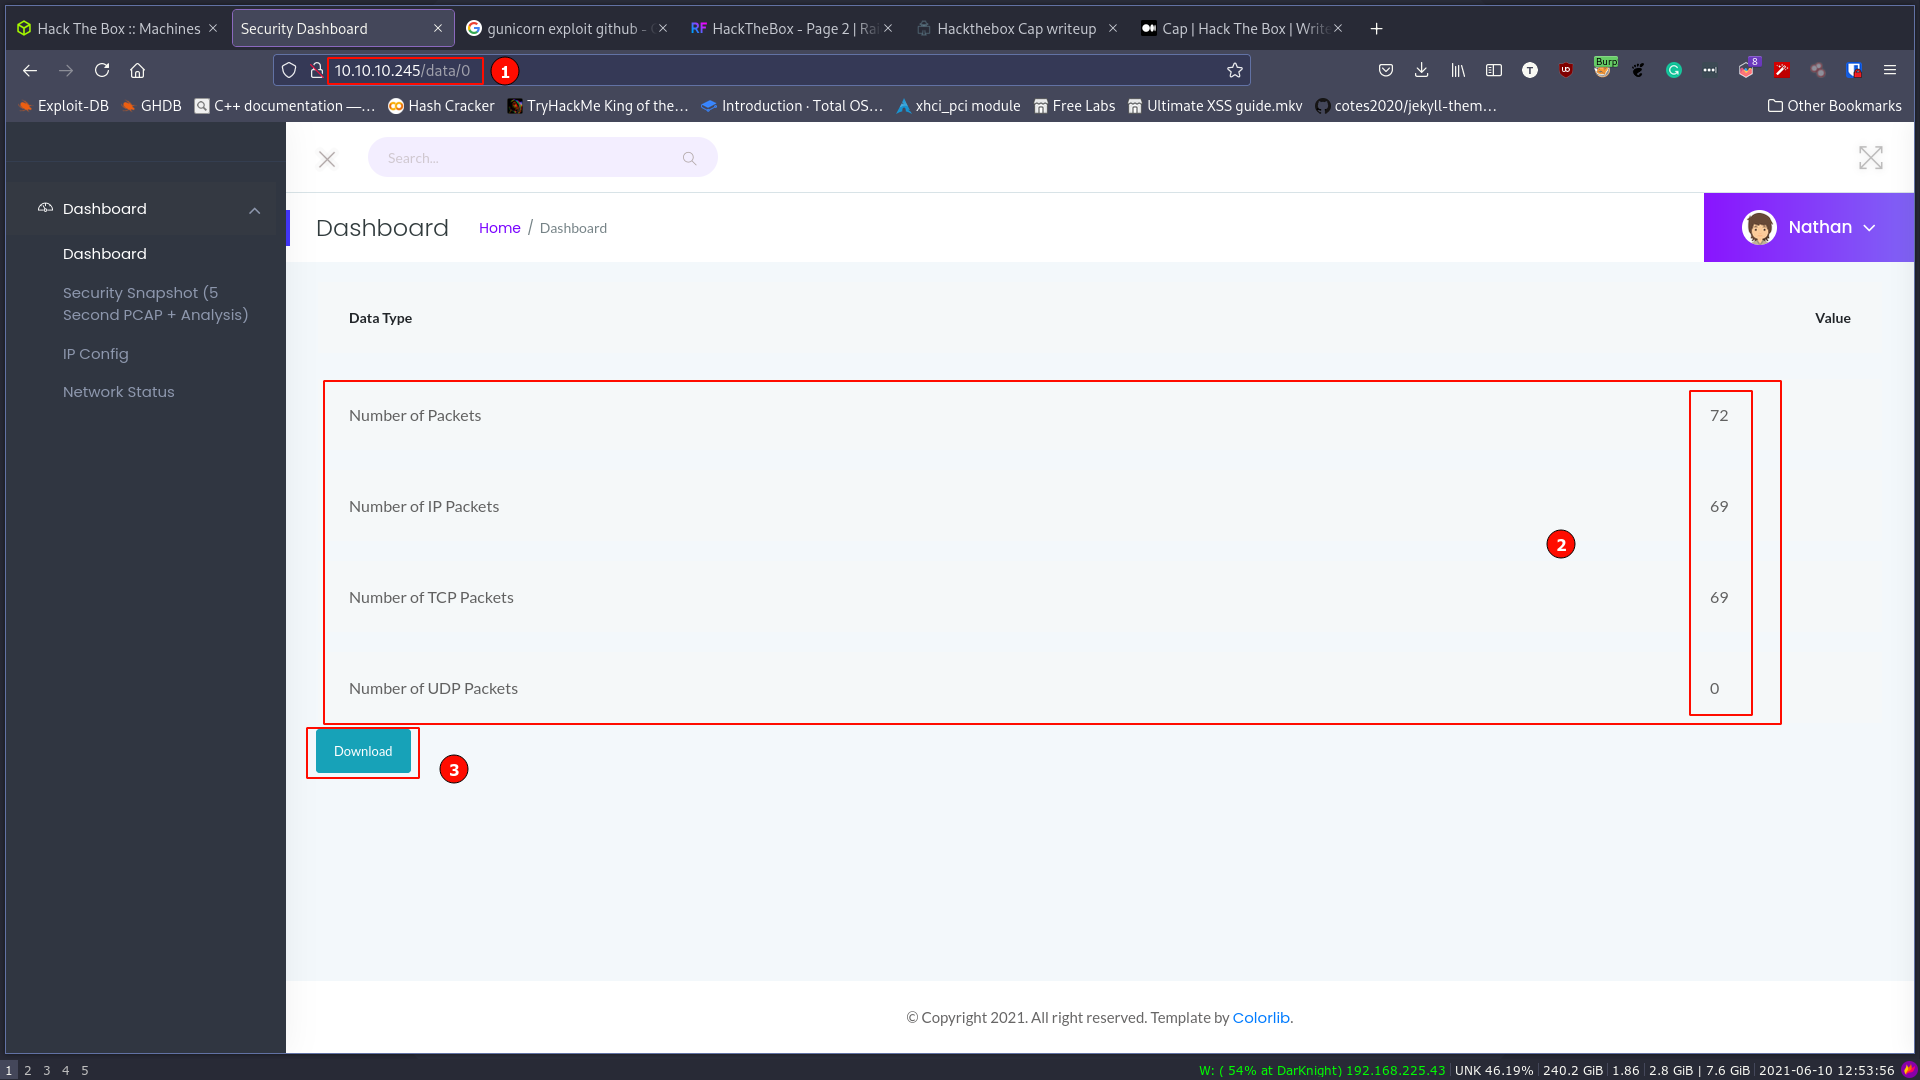 Hack The Box :: Machines
Security Dashboard
gunicorn exploit github -
RF HackTheBox - Page 2 | Rai
Hackthebox Cap writeup
Cap | Hack The Box | Write
10.10.10.245/data/0
1
Burp
8
Exploit-DB
GHDB
C++ documentation —...
Hash Cracker
TryHackMe King of the...
Introduction · Total OS...
xhci_pci module
Free Labs
Ultimate XSS guide.mkv
cotes2020/jekyll-them...
Other Bookmarks
Search...
Dashboard
Dashboard
Security Snapshot (5
Second PCAP + Analysis)
IP Config
Network Status
Dashboard
Home / Dashboard
Nathan
Data Type Value
Number of Packets 72
Number of IP Packets 69
2
Number of TCP Packets 69
Number of UDP Packets 0
Download
3
© Copyright 2021. All right reserved. Template by Colorlib.
1 2 3 4 5
W: ( 54% at DarKnight) 192.168.225.43 | UNK 46.19% | 240.2 GiB | 1.86 | 2.8 GiB | 7.6 GiB | 2021-06-10 12:53:56